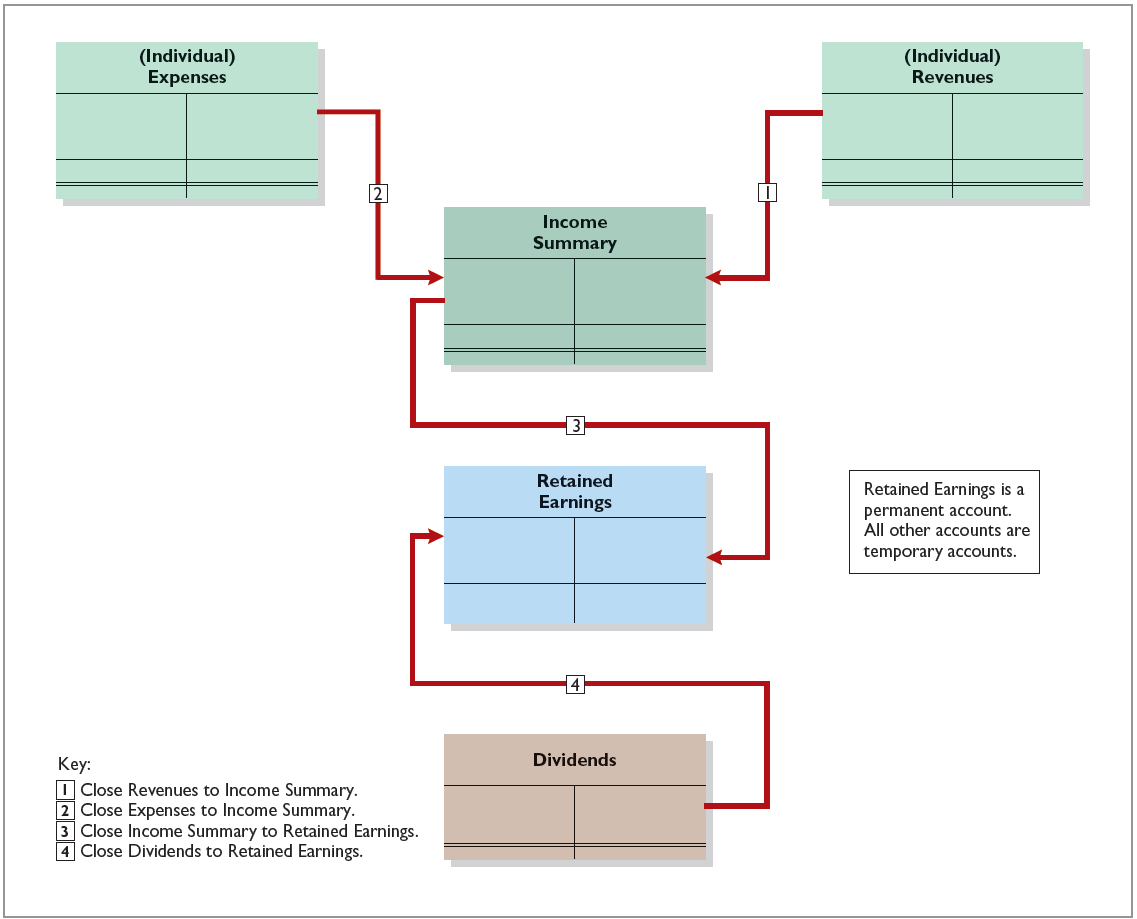 (Individual)
Expenses
(Individual)
Revenues
2
1
Income
Summary
3
Retained
Earnings
Retained Earnings is a
permanent account.
All other accounts are
temporary accounts.
4
Dividends
Key:
1 Close Revenues to Income Summary.
2 Close Expenses to Income Summary.
3 Close Income Summary to Retained Earnings.
4 Close Dividends to Retained Earnings.